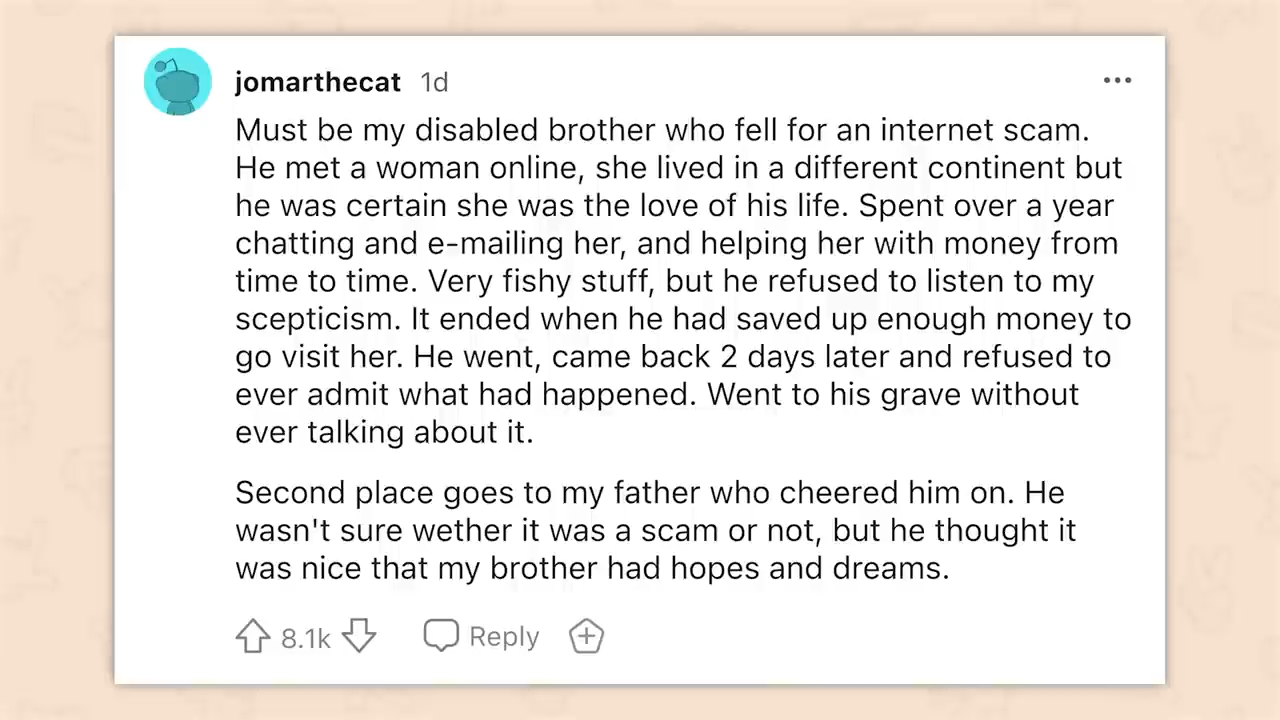 jomarthecat 1d
Must be my disabled brother who fell for an internet scam.
He met a woman online, she lived in a different continent but
he was certain she was the love of his life. Spent over a year
chatting and e-mailing her, and helping her with money from
time to time. Very fishy stuff, but he refused to listen to my
scepticism. It ended when he had saved up enough money to
go visit her. He went, came back 2 days later and refused to
ever admit what had happened. Went to his grave without
ever talking about it.
Second place goes to my father who cheered him on. He
wasn't sure wether it was a scam or not, but he thought it
was nice that my brother had hopes and dreams.
8.1k Reply